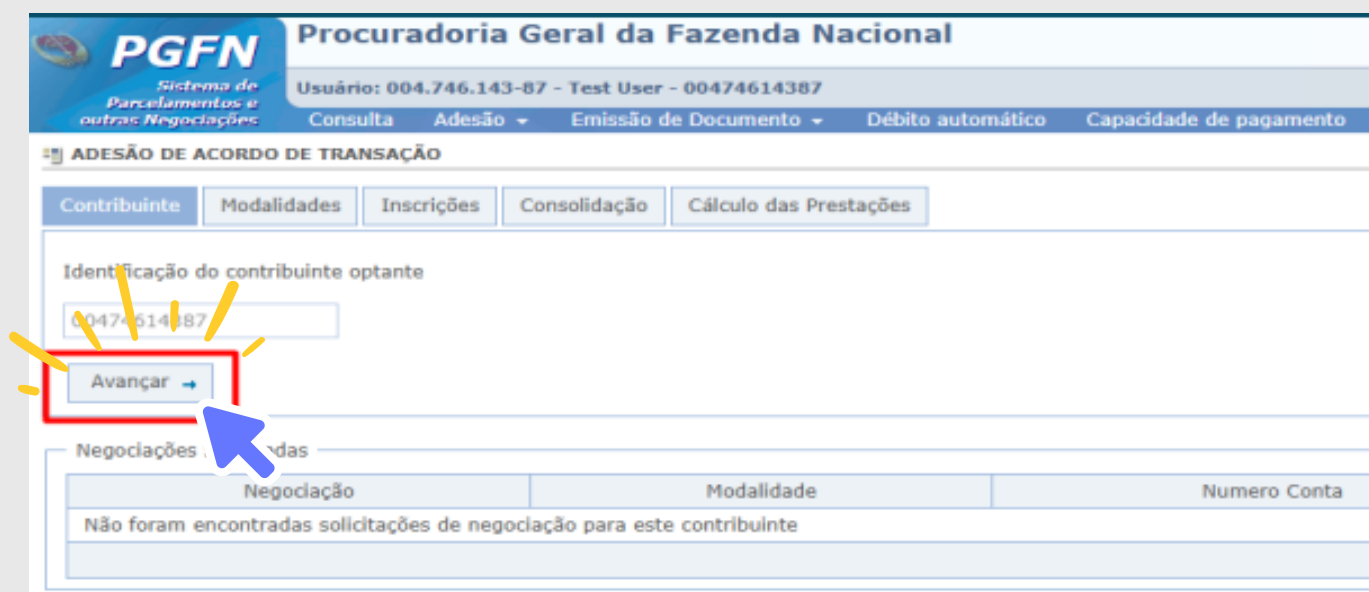 PGFN
Sistema de
Parcelamentos e
outras Negociações
Procuradoria Geral da Fazenda Nacional
Usuário: 004.746.143-87 - Test User - 00474614387
Consulta Adesão Emissão de Documento Débito automático Capacidade de pagamento
ADESÃO DE ACORDO DE TRANSAÇÃO
Contribuinte Modalidades Inscrições Consolidação Cálculo das Prestações
Identificação do contribuinte optante
00474614387
Avançar
Negociações
Negociação Modalidade Numero Conta
Não foram encontradas solicitações de negociação para este contribuinte